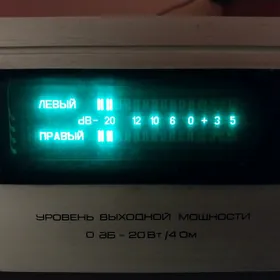 ЛЕВЫЙ
dB- 20 12 10 6 0 + 3 5
ПРАВЫЙ
УРОВЕНЬ ВЫХОДНОЙ МОЩНОСТИ
0 дБ - 20 Вт/4 Ом